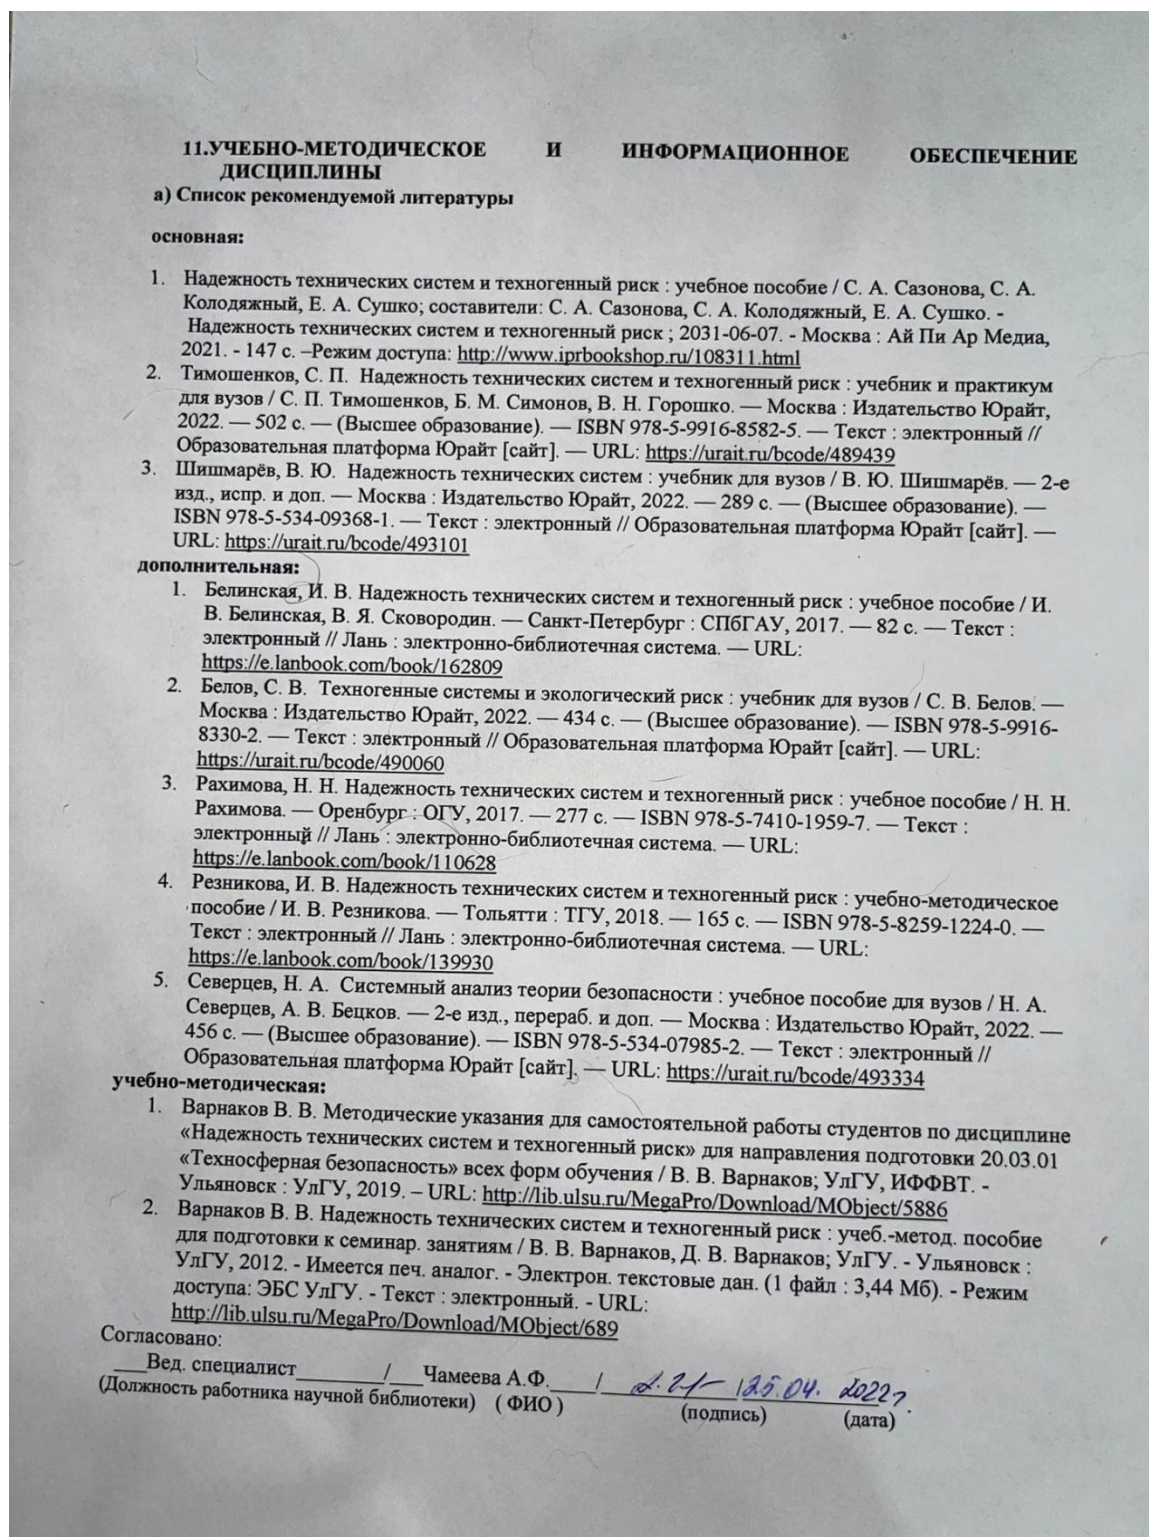 11.УЧЕБНО-МЕТОДИЧЕСКОЕ И ИНФОРМАЦИОННОЕ ОБЕСПЕЧЕНИЕ
ДИСЦИПЛИНЫ
а) Список рекомендуемой литературы
основная:
1. Надежность технических систем и техногенный риск : учебное пособие / С. А. Сазонова, С. А.
Колодяжный, Е. А. Сушко; составители: С. А. Сазонова, С. А. Колодяжный, Е. А. Сушко. -
Надежность технических систем и техногенный риск ; 2031-06-07. - Москва : Ай Пи Ар Медиа,
2021. - 147 с. –Режим доступа: http://www.iprbookshop.ru/108311.html
2. Тимошенков, С. П. Надежность технических систем и техногенный риск : учебник и практикум
для вузов / С. П. Тимошенков, Б. М. Симонов, В. Н. Горошко. — Москва : Издательство Юрайт,
2022. — 502 с. — (Высшее образование). — ISBN 978-5-9916-8582-5. — Текст : электронный //
Образовательная платформа Юрайт [сайт]. — URL: https://urait.ru/bcode/489439
3. Шишмарёв, В. Ю. Надежность технических систем : учебник для вузов / В. Ю. Шишмарёв. — 2-е
изд., испр. и доп. — Москва : Издательство Юрайт, 2022. — 289 с. — (Высшее образование). —
ISBN 978-5-534-09368-1. — Текст : электронный // Образовательная платформа Юрайт [сайт]. —
URL: https://urait.ru/bcode/493101
дополнительная:
1. Белинская, И. В. Надежность технических систем и техногенный риск : учебное пособие / И.
В. Белинская, В. Я. Сковородин. — Санкт-Петербург : СПбГАУ, 2017. — 82 с. — Текст :
электронный // Лань : электронно-библиотечная система. — URL:
https://e.lanbook.com/book/162809
2. Белов, С. В. Техногенные системы и экологический риск : учебник для вузов / С. В. Белов. —
Москва : Издательство Юрайт, 2022. — 434 с. — (Высшее образование). — ISBN 978-5-9916-
8330-2. — Текст : электронный // Образовательная платформа Юрайт [сайт]. — URL:
https://urait.ru/bcode/490060
3. Рахимова, Н. Н. Надежность технических систем и техногенный риск : учебное пособие / Н. Н.
Рахимова. — Оренбург : ОГУ, 2017. — 277 с. — ISBN 978-5-7410-1959-7. — Текст :
электронный // Лань : электронно-библиотечная система. — URL:
https://e.lanbook.com/book/110628
4. Резникова, И. В. Надежность технических систем и техногенный риск : учебно-методическое
пособие / И. В. Резникова. — Тольятти : ТГУ, 2018. — 165 с. — ISBN 978-5-8259-1224-0. —
Текст : электронный // Лань : электронно-библиотечная система. — URL:
https://e.lanbook.com/book/139930
5. Северцев, Н. А. Системный анализ теории безопасности : учебное пособие для вузов / Н. А.
Северцев, А. В. Бецков. — 2-е изд., перераб. и доп. — Москва : Издательство Юрайт, 2022. —
456 с. — (Высшее образование). — ISBN 978-5-534-07985-2. — Текст : электронный //
Образовательная платформа Юрайт [сайт]. — URL: https://urait.ru/bcode/493334
учебно-методическая:
1. Варнаков В. В. Методические указания для самостоятельной работы студентов по дисциплине
«Надежность технических систем и техногенный риск» для направления подготовки 20.03.01
«Техносферная безопасность» всех форм обучения / В. В. Варнаков; УлГУ, ИФФВТ. -
Ульяновск : УлГУ, 2019. – URL: http://lib.ulsu.ru/MegaPro/Download/MObject/5886
2. Варнаков В. В. Надежность технических систем и техногенный риск : учеб.-метод. пособие
для подготовки к семинар. занятиям / В. В. Варнаков, Д. В. Варнаков; УлГУ. - Ульяновск :
УлГУ, 2012. - Имеется печ. аналог. - Электрон. текстовые дан. (1 файл : 3,44 Мб). - Режим
доступа: ЭБС УлГУ. - Текст : электронный. - URL:
http://lib.ulsu.ru/MegaPro/Download/MObject/689
Согласовано:
___Вед. специалист________/___Чамеева А.Ф.____/ /25.04. 2022г.
(Должность работника научной библиотеки) ( ФИО ) (подпись) (дата)